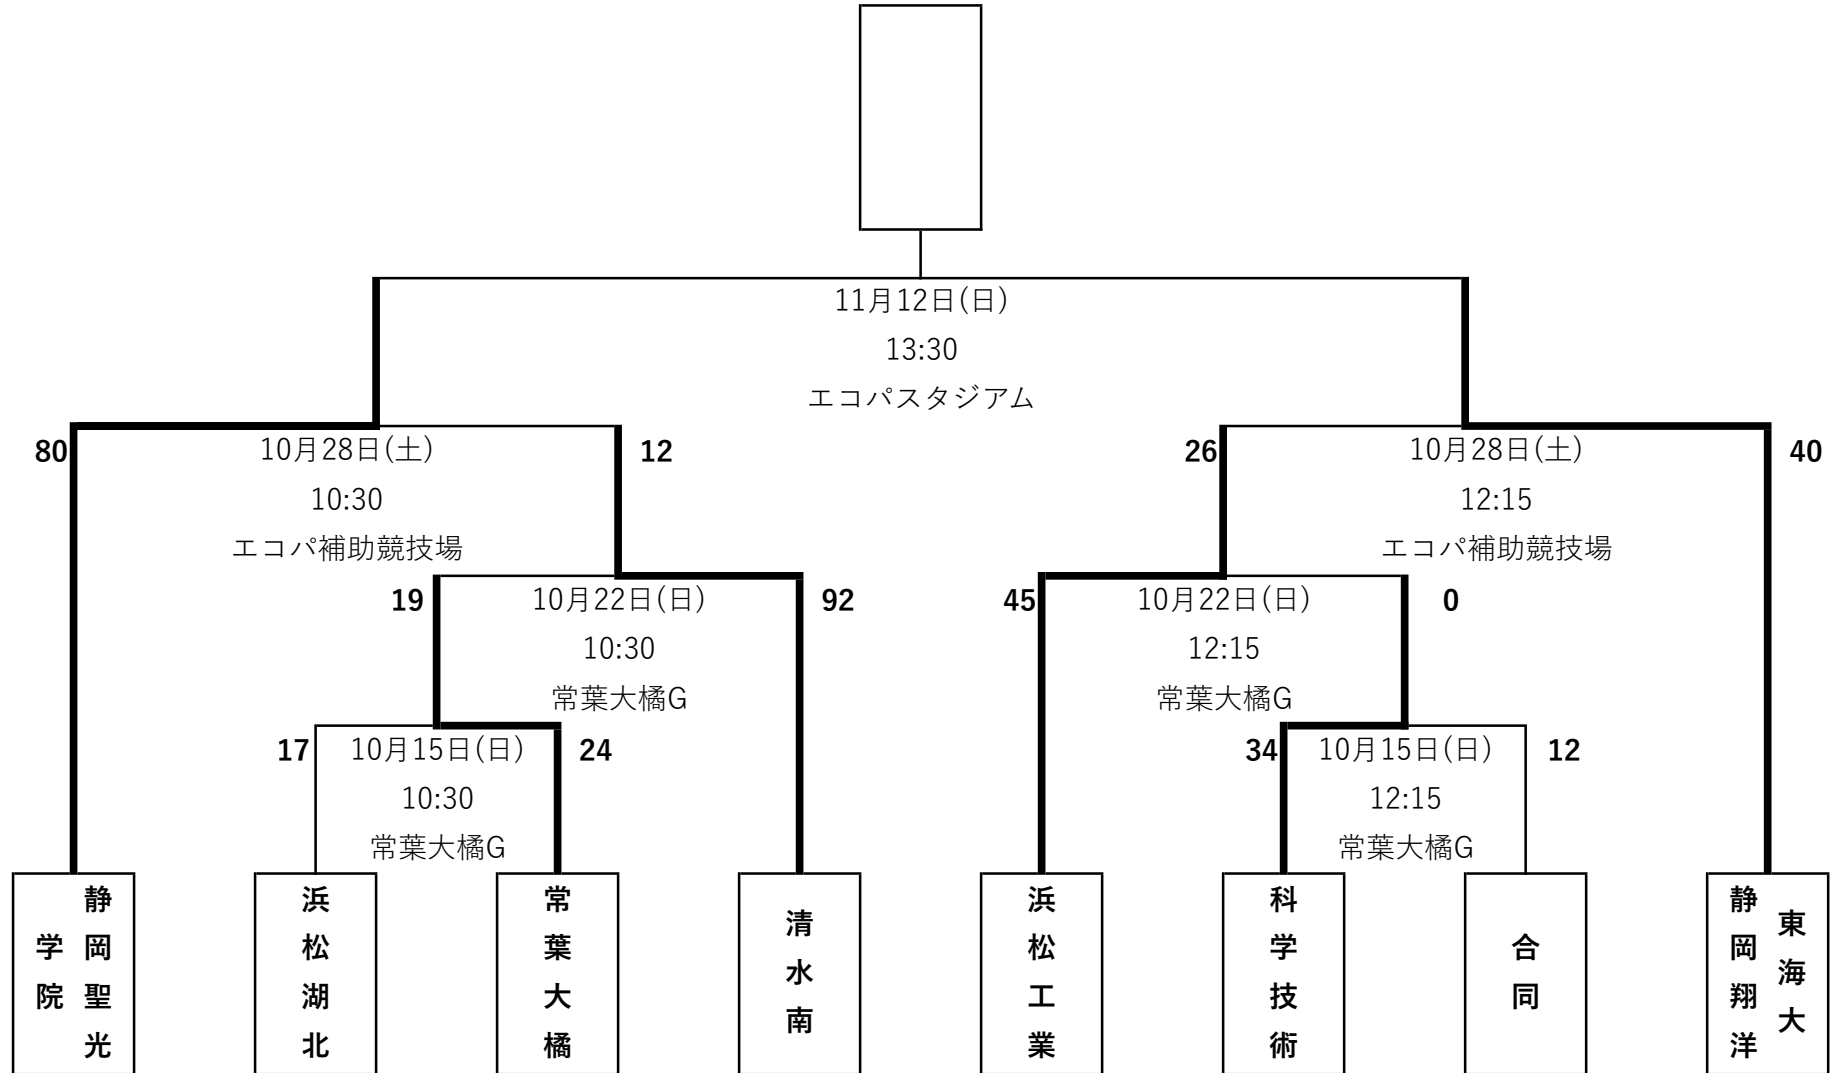 11月12日(日)
13:30
エコパスタジアム
80
10月28日(土)
12
26
10月28日(土)
40
10:30
12:15
エコパ補助競技場
エコパ補助競技場
19
10月22日(日)
92
45
10月22日(日)
0
10:30
12:15
常葉大橘G
常葉大橘G
17
10月15日(日)
24
34
10月15日(日)
12
10:30
12:15
常葉大橘G
常葉大橘G
静岡聖光
学院
浜松湖北
常葉大橘
清水南
浜松工業
科学技術
合同
東海大
静岡翔洋